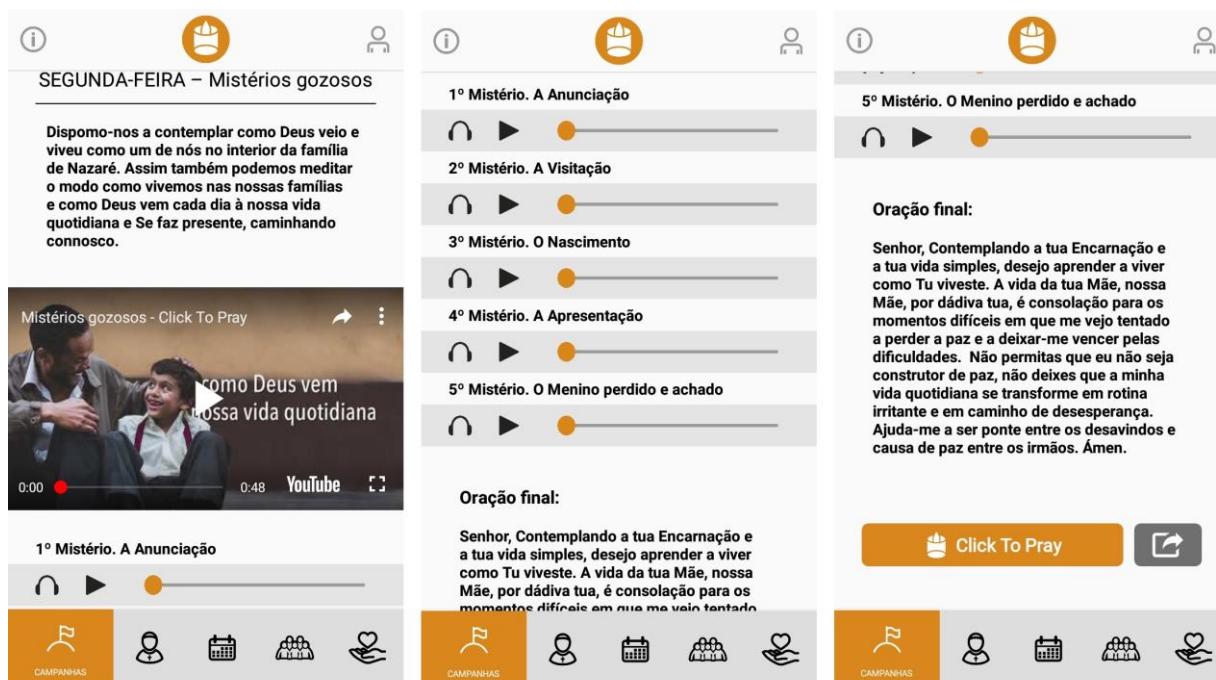 SEGUNDA-FEIRA – Mistérios gozosos
Dispomo-nos a contemplar como Deus veio e
viveu como um de nós no interior da família
de Nazaré. Assim também podemos meditar
o modo como vivemos nas nossas famílias
e como Deus vem cada dia à nossa vida
quotidiana e Se faz presente, caminhando
connosco.
Mistérios gozosos - Click To Pray
como Deus vem
nossa vida quotidiana
0:00
0:48
YouTube
1º Mistério. A Anunciação
CAMPANHAS
1º Mistério. A Anunciação
2º Mistério. A Visitação
3º Mistério. O Nascimento
4º Mistério. A Apresentação
5º Mistério. O Menino perdido e achado
Oração final:
Senhor, Contemplando a tua Encarnação e
a tua vida simples, desejo aprender a viver
como Tu viveste. A vida da tua Mãe, nossa
Mãe, por dádiva tua, é consolação para os
momentos difíceis em que me vejo tentado
CAMPANHAS
5º Mistério. O Menino perdido e achado
Oração final:
Senhor, Contemplando a tua Encarnação e
a tua vida simples, desejo aprender a viver
como Tu viveste. A vida da tua Mãe, nossa
Mãe, por dádiva tua, é consolação para os
momentos difíceis em que me vejo tentado
a perder a paz e a deixar-me vencer pelas
dificuldades. Não permitas que eu não seja
construtor de paz, não deixes que a minha
vida quotidiana se transforme em rotina
irritante e em caminho de desesperança.
Ajuda-me a ser ponte entre os desavindos e
causa de paz entre os irmãos. Ámen.
Click To Pray
CAMPANHAS